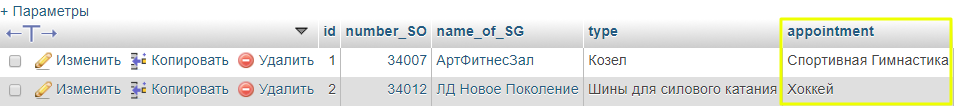 + Параметры
←T→ id number_SO name_of_SG type appointment
Изменить Копировать Удалить 1 34007 АртФитнесЗал Козел Спортивная Гимнастика
Изменить Копировать Удалить 2 34012 ЛД Новое Поколение Шины для силового катания Хоккей